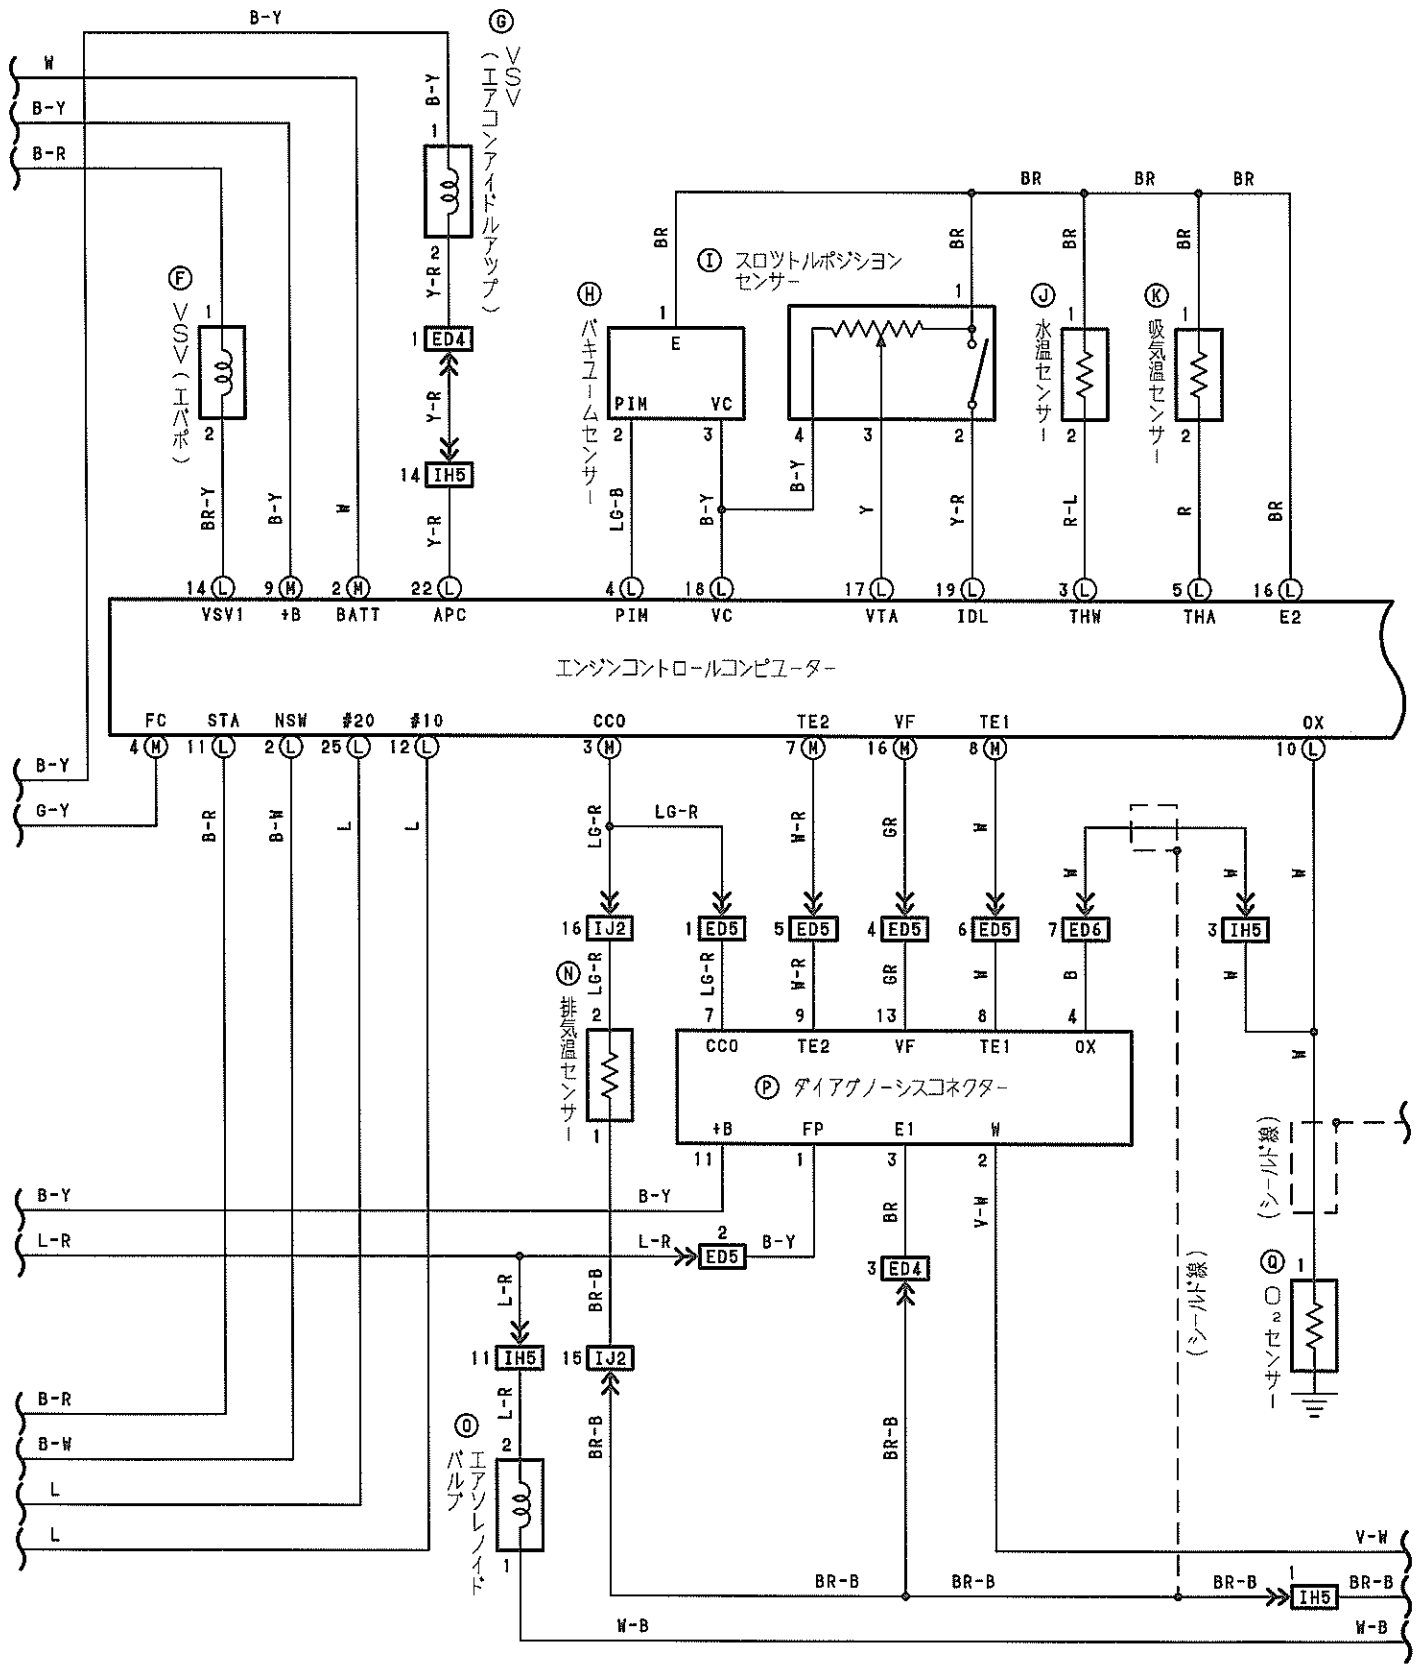 B-Y
G
VSV
(エアコンアイドルアツプ)
W
B-Y
B-Y
B-R
1
BR
BR
BR
2
BR
BR
BR
BR
I スロツトルポジシヨン
センサー
F
VSV(エバポ)
Y-R
H
バキユームセンサー
1
1
J
水温センサー
1
K
吸気温センサー
1
1
E
1
ED4
PIM
VC
2
Y-R
2
3
4
3
2
2
2
14
IH5
B-Y
BR-Y
B-Y
W
Y-R
LG-B
B-Y
Y
Y-R
R-L
R
BR
14 L
9 M
2 M
22 L
4 L
18 L
17 L
19 L
3 L
5 L
16 L
VSV1
+B
BATT
APC
PIM
VC
VTA
IDL
THW
THA
E2
エンジンコントロールコンピユーター
FC
STA
NSW
#20
#10
CCO
TE2
VF
TE1
OX
4 M
11 L
2 L
25 L
12 L
3 M
7 M
16 M
8 M
10 L
B-Y
G-Y
B-R
B-W
L
L
LG-R
LG-R
W-R
GR
W
W
W
W
16 IJ2
1 ED5
5 ED5
4 ED5
6 ED5
7 ED6
3 IH5
N
排気温センサー
LG-R
LG-R
W-R
GR
W
B
W
2
7
9
13
8
4
CCO
TE2
VF
TE1
OX
W
P ダイアグノーシスコネクター
+B
FP
E1
W
1
11
1
3
2
(シールド線)
B-Y
B-Y
BR
V-W
L-R
L-R
2
ED5
B-Y
3 ED4
(シールド線)
Q
O2センサー
1
L-R
BR-B
11 IH5
15 IJ2
B-R
L-R
B-W
O
エアソレノイド
バルブ
2
BR-B
BR-B
L
L
1
V-W
BR-B
BR-B
BR-B
1
IH5
BR-B
W-B
W-B